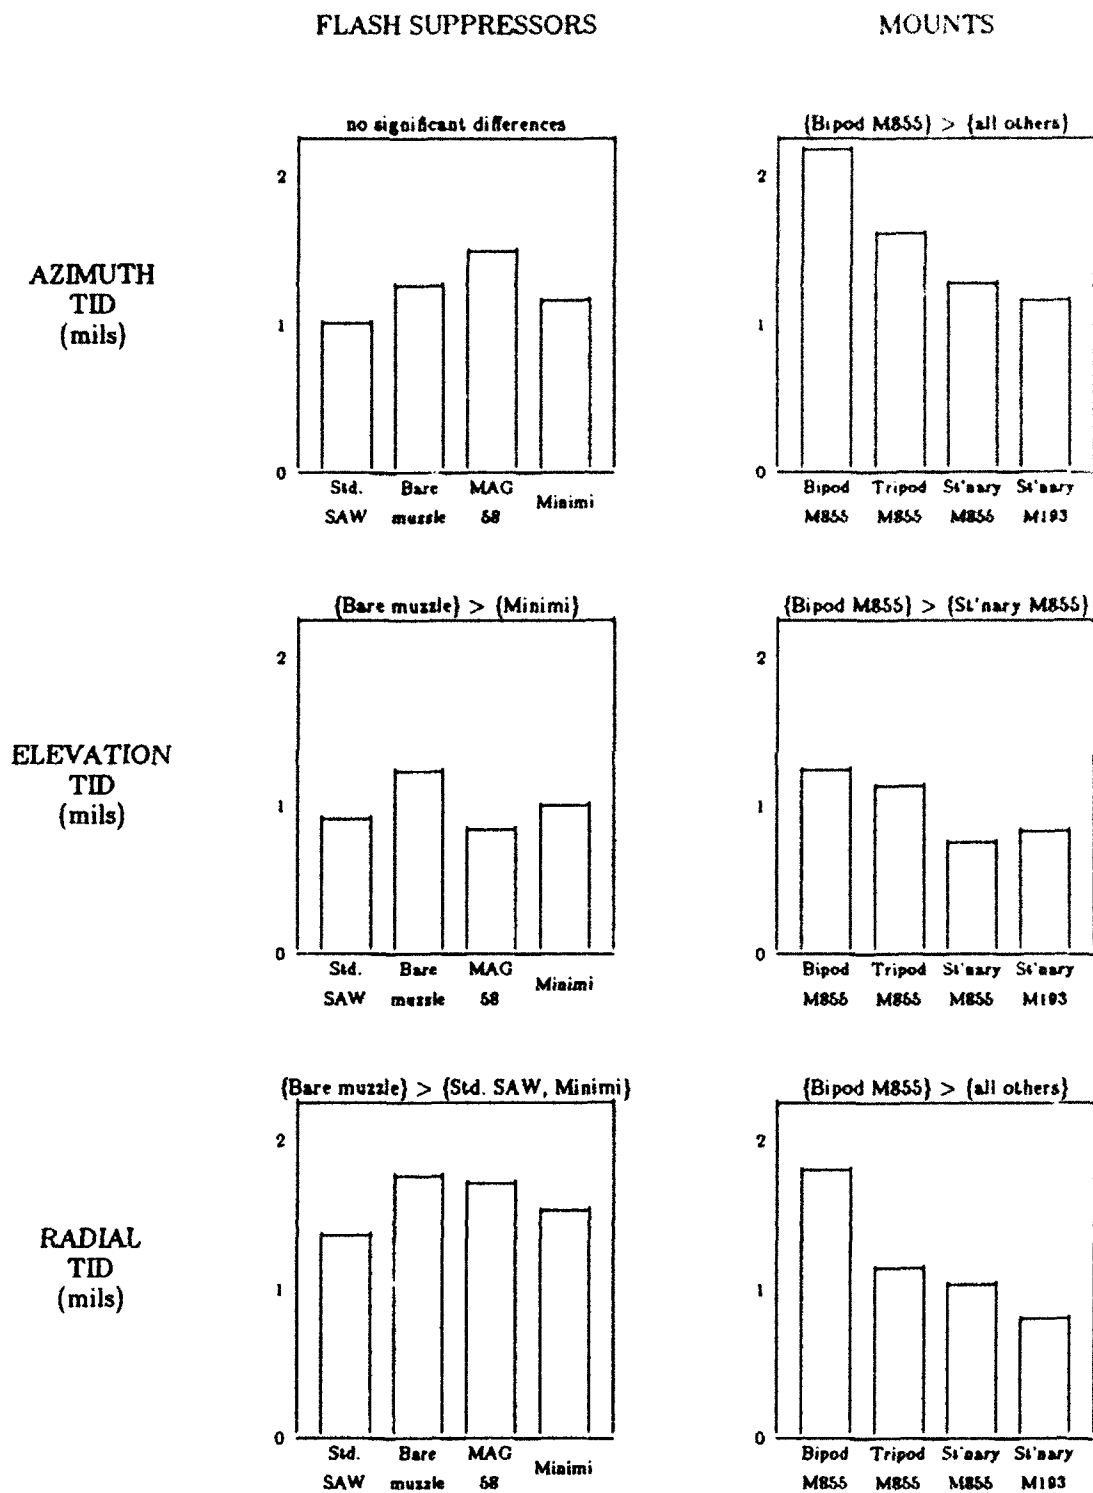 FLASH SUPPRESSORS
MOUNTS
AZIMUTH
TID
(mils)
no significant differences
2
1
0
Std. Bare MAG Minimi
SAW muzzle 58
{Bipod M855} > {all others}
2
1
0
Bipod Tripod St'nary St'nary
M855 M855 M855 M193
ELEVATION
TID
(mils)
{Bare muzzle} > {Minimi}
2
1
0
Std. Bare MAG Minimi
SAW muzzle 58
{Bipod M855} > {St'nary M855}
2
1
0
Bipod Tripod St'nary St'nary
M855 M855 M855 M193
RADIAL
TID
(mils)
{Bare muzzle} > {Std. SAW, Minimi}
2
1
0
Std. Bare MAG Minimi
SAW muzzle 58
{Bipod M855} > {all others}
2
1
0
Bipod Tripod St'nary St'nary
M855 M855 M855 M193